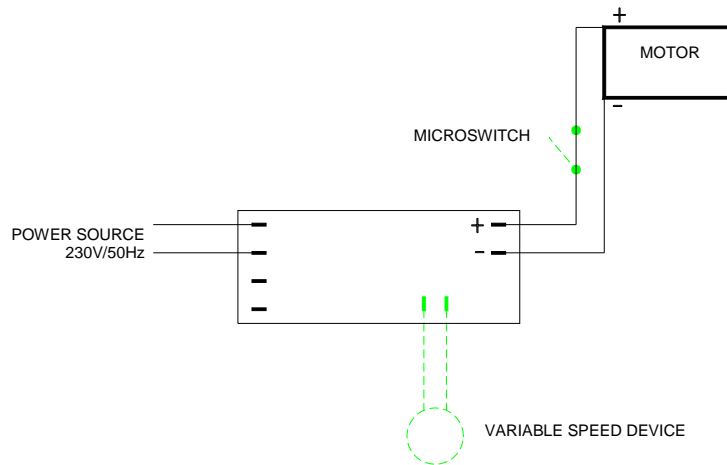 +
MOTOR
-
MICROSWITCH
POWER SOURCE
230V/50Hz
+
-
VARIABLE SPEED DEVICE